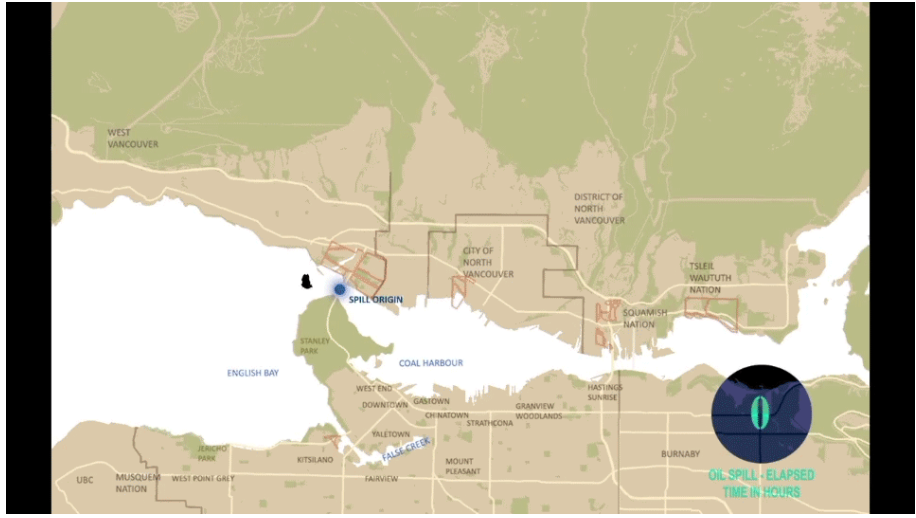 WEST
VANCOUVER
DISTRICT OF
NORTH
VANCOUVER
CITY OF
NORTH
VANCOUVER
TSLEIL
WAUTUTH
NATION
SPILL ORIGIN
SQUAMISH
NATION
STANLEY
PARK
ENGLISH BAY
COAL HARBOUR
WEST END
HASTINGS
SUNRISE
DOWNTOWN
GASTOWN
CHINATOWN
GRANVIEW
WOODLANDS
STRATHCONA
YALETOWN
FALSE CREEK
JERICHO
PARK
KITSILANO
MOUNT
PLEASANT
BURNABY
UBC
MUSQUEM
NATION
WEST POINT GREY
FAIRVIEW
0
OIL SPILL - ELAPSED
TIME IN HOURS